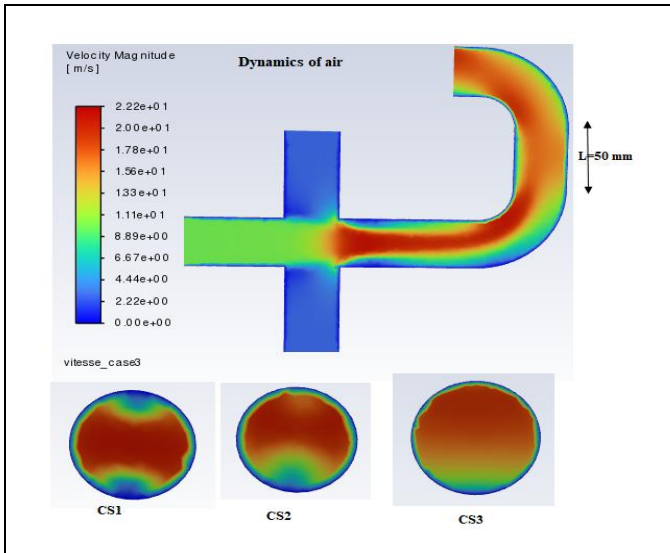 Velocity Magnitude
[ m/s ]
Dynamics of air
2.22e+01
2.00e+01
1.78e+01
1.56e+01
1.33e+01
1.11e+01
8.89e+00
6.67e+00
4.44e+00
2.22e+00
0.00e+00
L=50 mm
vitesse_case3
CS1
CS2
CS3